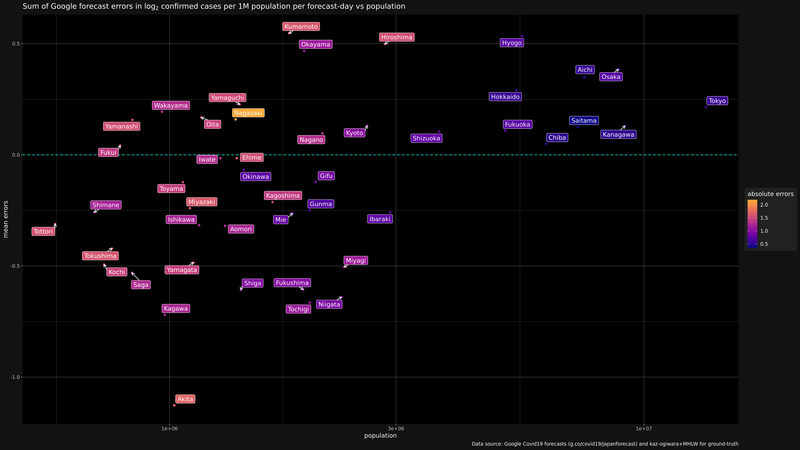 Sum of Google forecast errors in log₂ confirmed cases per 1M population per forecast-day vs population
Kumamoto
Hiroshima
Okayama
Hyogo
0.5
Aichi
Osaka
Yamaguchi
Hokkaido
Tokyo
Wakayama
Nagasaki
Yamanashi
Oita
Kyoto
Nagano
Shizuoka
Fukuoka
Saitama
Chiba
Kanagawa
0.0
Fukui
Iwate
Ehime
Okinawa
Gifu
Toyama
Kagoshima
Miyazaki
Shimane
Gunma
Ishikawa
Mie
Ibaraki
Tottori
Aomori
Tokushima
Miyagi
-0.5
Kochi
Yamagata
Saga
Shiga
Fukushima
Kagawa
Tochigi
Niigata
-1.0
Akita
mean errors
1e+06
3e+06
1e+07
population
absolute errors
2.0
1.5
1.0
0.5
Data source: Google Covid19 forecasts (g.co/covid19/japanforecast) and kaz-ogiwara+MHLW for ground-truth